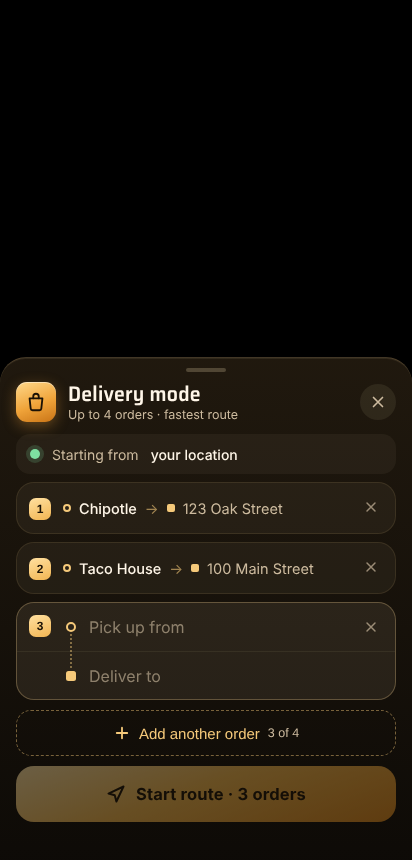 Delivery mode
Up to 4 orders · fastest route
Starting from your location
1 Chipotle → 123 Oak Street
2 Taco House → 100 Main Street
3 Pick up from
Deliver to
Add another order 3 of 4
Start route · 3 orders